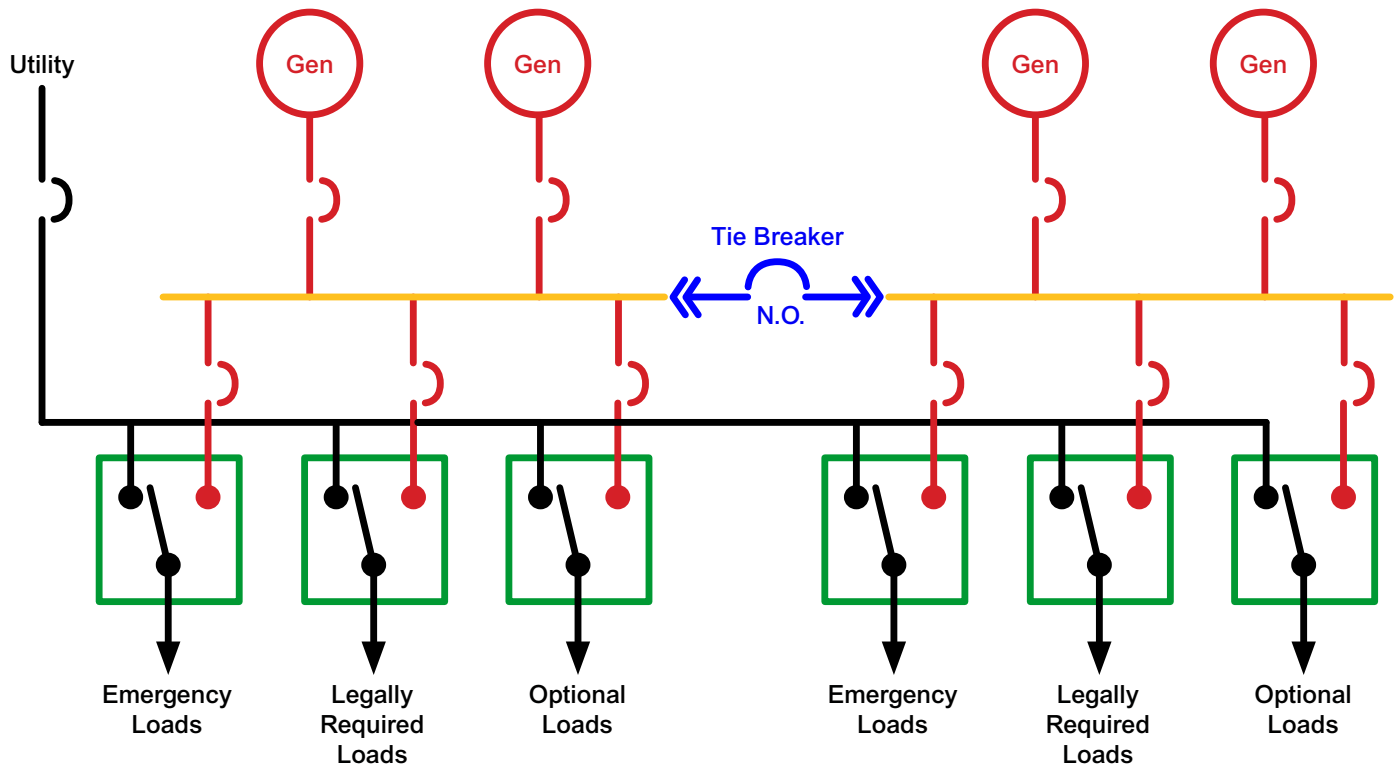 Utility
Gen
Gen
Gen
Gen
Tie Breaker
N.O.
Emergency
Loads
Legally
Required
Loads
Optional
Loads
Emergency
Loads
Legally
Required
Loads
Optional
Loads